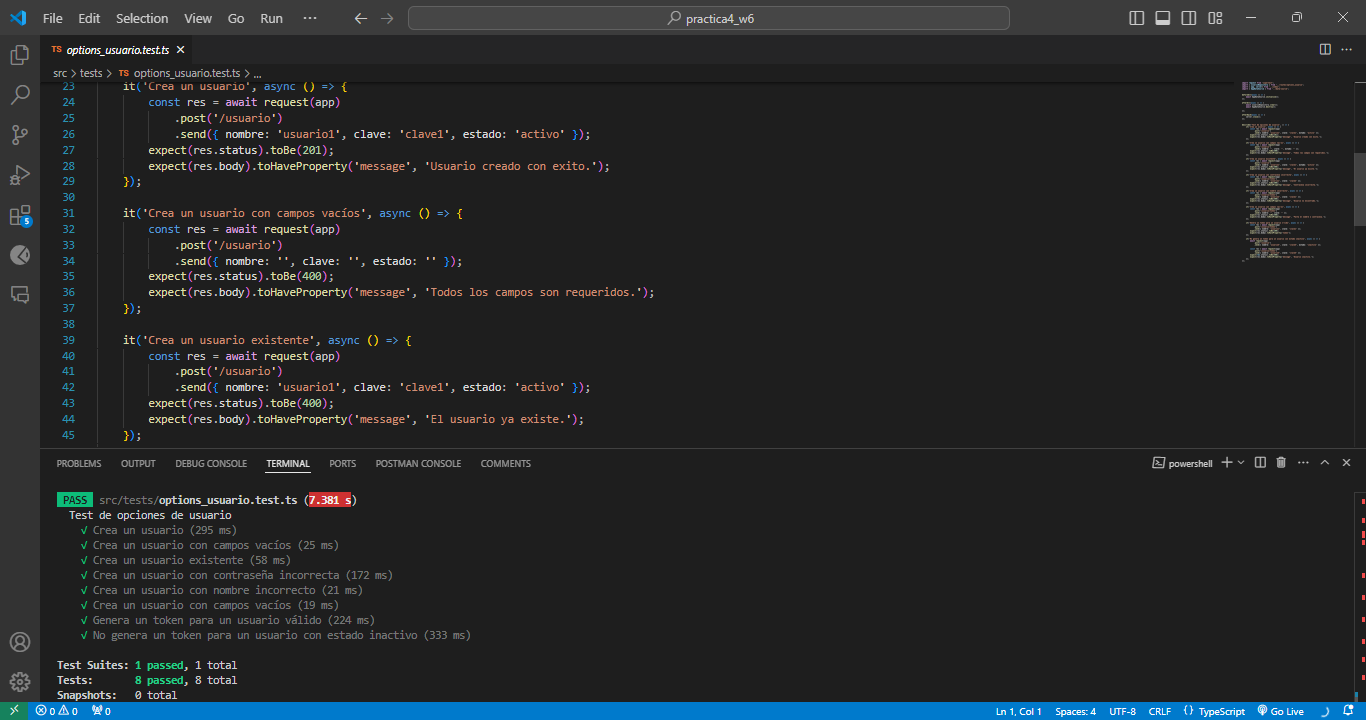 File Edit Selection View Go Run ··· practica4_w6
TS options_usuario.test.ts
src > tests > TS options_usuario.test.ts > ...
23 it('Crea un usuario', async () => {
24 const res = await request(app)
25 .post('/usuario')
26 .send({ nombre: 'usuario1', clave: 'clave1', estado: 'activo' });
27 expect(res.status).toBe(201);
28 expect(res.body).toHaveProperty('message', 'Usuario creado con exito.');
29 });
30
31 it('Crea un usuario con campos vacíos', async () => {
32 const res = await request(app)
33 .post('/usuario')
34 .send({ nombre: '', clave: '', estado: '' });
35 expect(res.status).toBe(400);
36 expect(res.body).toHaveProperty('message', 'Todos los campos son requeridos.');
37 });
38
39 it('Crea un usuario existente', async () => {
40 const res = await request(app)
41 .post('/usuario')
42 .send({ nombre: 'usuario1', clave: 'clave1', estado: 'activo' });
43 expect(res.status).toBe(400);
44 expect(res.body).toHaveProperty('message', 'El usuario ya existe.');
45 });
5
PROBLEMS OUTPUT DEBUG CONSOLE TERMINAL PORTS POSTMAN CONSOLE COMMENTS powershell
PASS src/tests/options_usuario.test.ts (7.381 s)
Test de opciones de usuario
√ Crea un usuario (295 ms)
√ Crea un usuario con campos vacíos (25 ms)
√ Crea un usuario existente (58 ms)
√ Crea un usuario con contraseña incorrecta (172 ms)
√ Crea un usuario con nombre incorrecto (21 ms)
√ Crea un usuario con campos vacíos (19 ms)
√ Genera un token para un usuario válido (224 ms)
√ No genera un token para un usuario con estado inactivo (333 ms)
Test Suites: 1 passed, 1 total
Tests: 8 passed, 8 total
Snapshots: 0 total
0 0 0 Ln 1, Col 1 Spaces: 4 UTF-8 CRLF {} TypeScript Go Live